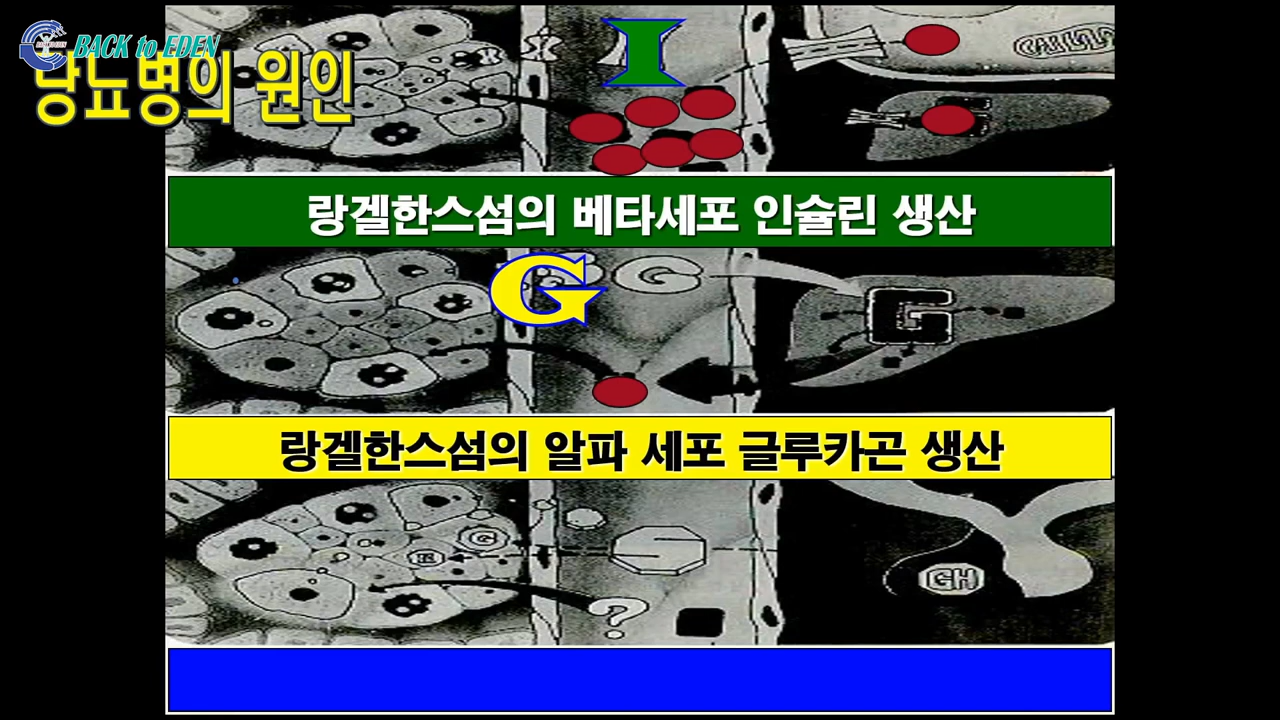 BACK to EDEN
당뇨병의 원인
I
랑겔한스섬의 베타세포 인슐린 생산
G
G
랑겔한스섬의 알파 세포 글루카곤 생산
G
?
GH